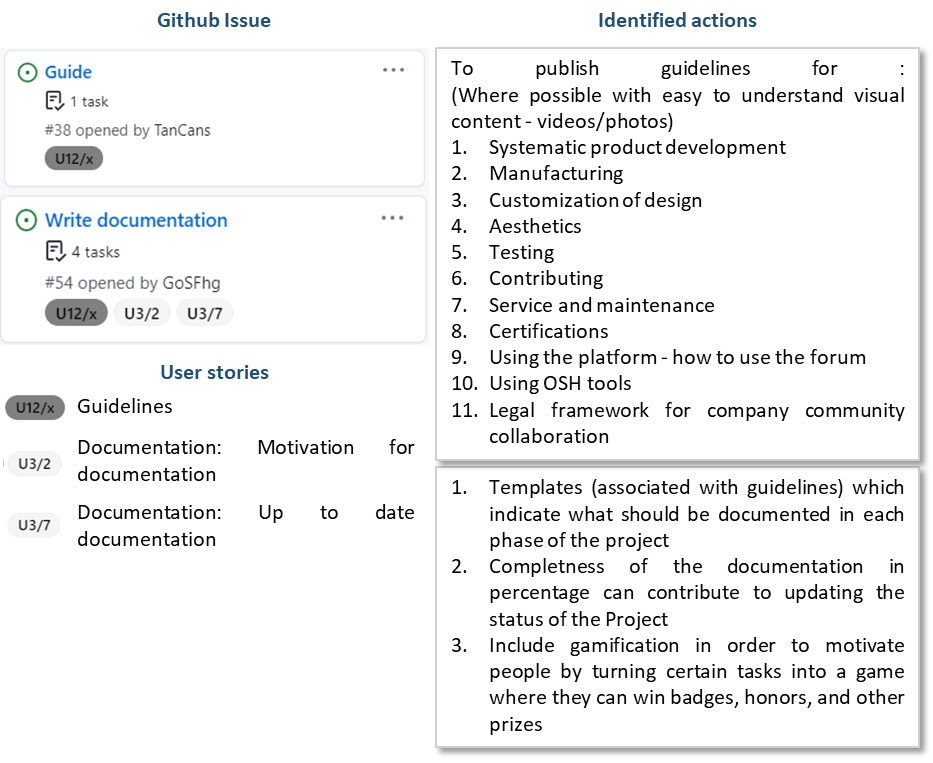 Github Issue
Guide
1 task
#38 opened by TanCans
U12/x
Write documentation
4 tasks
#54 opened by GoSFhg
U12/x U3/2 U3/7
User stories
U12/x Guidelines
U3/2 Documentation: Motivation for
documentation
U3/7 Documentation: Up to date
documentation
Identified actions
To publish guidelines for :
(Where possible with easy to understand visual
content - videos/photos)
1. Systematic product development
2. Manufacturing
3. Customization of design
4. Aesthetics
5. Testing
6. Contributing
7. Service and maintenance
8. Certifications
9. Using the platform - how to use the forum
10. Using OSH tools
11. Legal framework for company community
collaboration
1. Templates (associated with guidelines) which
indicate what should be documented in each
phase of the project
2. Completness of the documentation in
percentage can contribute to updating the
status of the Project
3. Include gamification in order to motivate
people by turning certain tasks into a game
where they can win badges, honors, and other
prizes